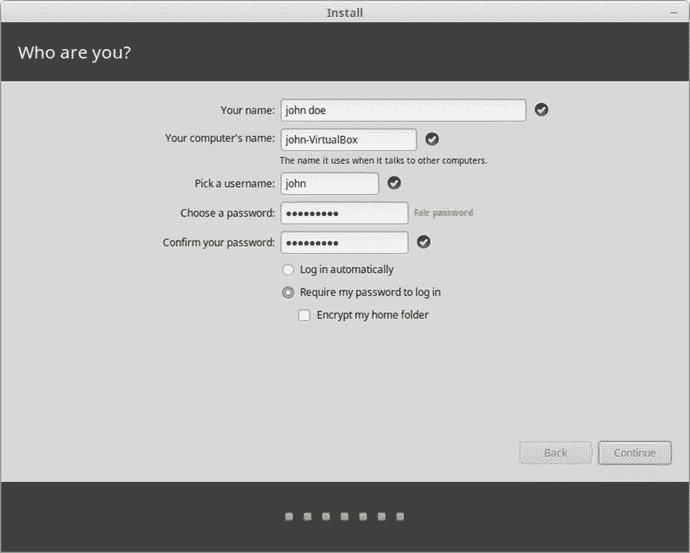 Install
Who are you?
Your name: john doe
Your computer's name: john-VirtualBox
The name it uses when it talks to other computers.
Pick a username: john
Choose a password: ●●●●●●●●● Fair password
Confirm your password: ●●●●●●●●●
Log in automatically
Require my password to log in
Encrypt my home folder
Back Continue